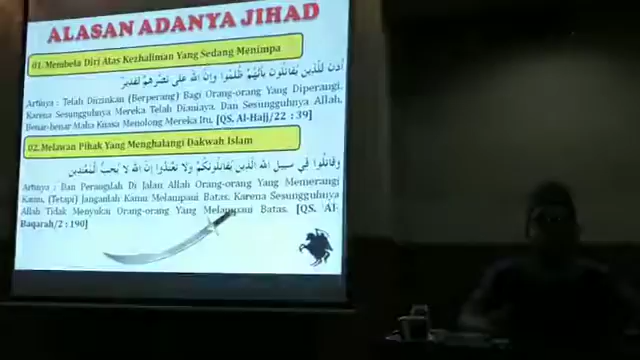 ALASAN ADANYA JIHAD
01. Membela Diri Atas Kezhaliman Yang Sedang Menimpa
أُذِنَ لِلَّذِينَ يُقَاتَلُونَ بِأَنَّهُمْ ظُلِمُوا وَإِنَّ اللَّهَ عَلَى نَصْرِهِمْ لَقَدِيرٌ
Artinya : Telah Diizinkan (Berperang) Bagi Orang-orang Yang Diperangi,
Karena Sesungguhnya Mereka Telah Dianiaya. Dan Sesungguhnya Allah,
Benar-benar Maha Kuasa Menolong Mereka Itu, [QS. Al-Hajj/22 : 39]
02. Melawan Pihak Yang Menghalangi Dakwah Islam
وَقَاتِلُوا فِي سَبِيلِ اللَّهِ الَّذِينَ يُقَاتِلُونَكُمْ وَلَا تَعْتَدُوا إِنَّ اللَّهَ لَا يُحِبُّ الْمُعْتَدِينَ
Artinya : Dan Perangilah Di Jalan Allah Orang-orang Yang Memerangi
Kamu, (Tetapi) Janganlah Kamu Melampaui Batas, Karena Sesungguhnya
Allah Tidak Menyukai Orang-orang Yang Melampaui Batas. [QS. Al-
Baqarah/2 : 190]